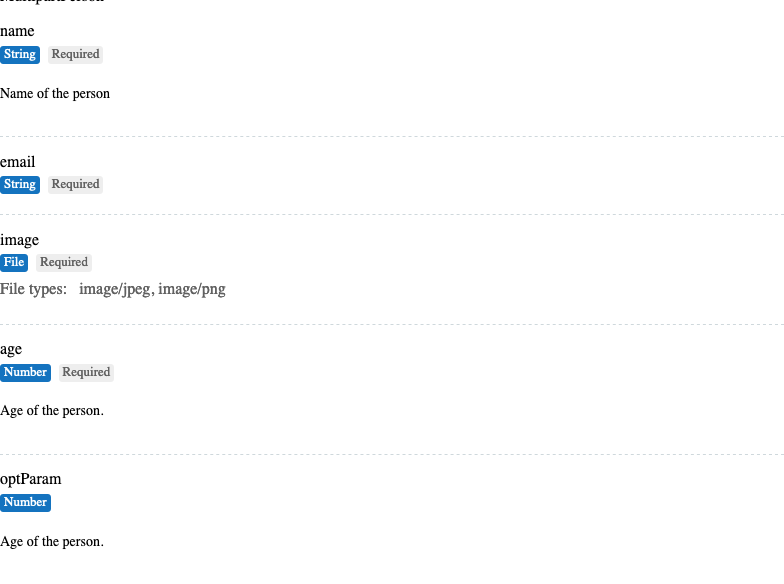 name
String Required
Name of the person
email
String Required
image
File Required
File types: image/jpeg, image/png
age
Number Required
Age of the person.
optParam
Number
Age of the person.